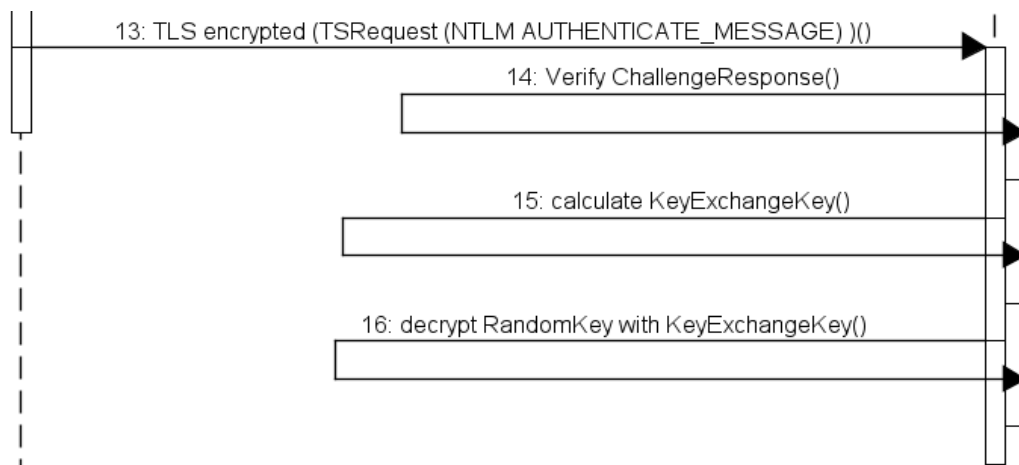 13: TLS encrypted (TSRequest (NTLM AUTHENTICATE_MESSAGE) )()
14: Verify ChallengeResponse()
15: calculate KeyExchangeKey()
16: decrypt RandomKey with KeyExchangeKey()